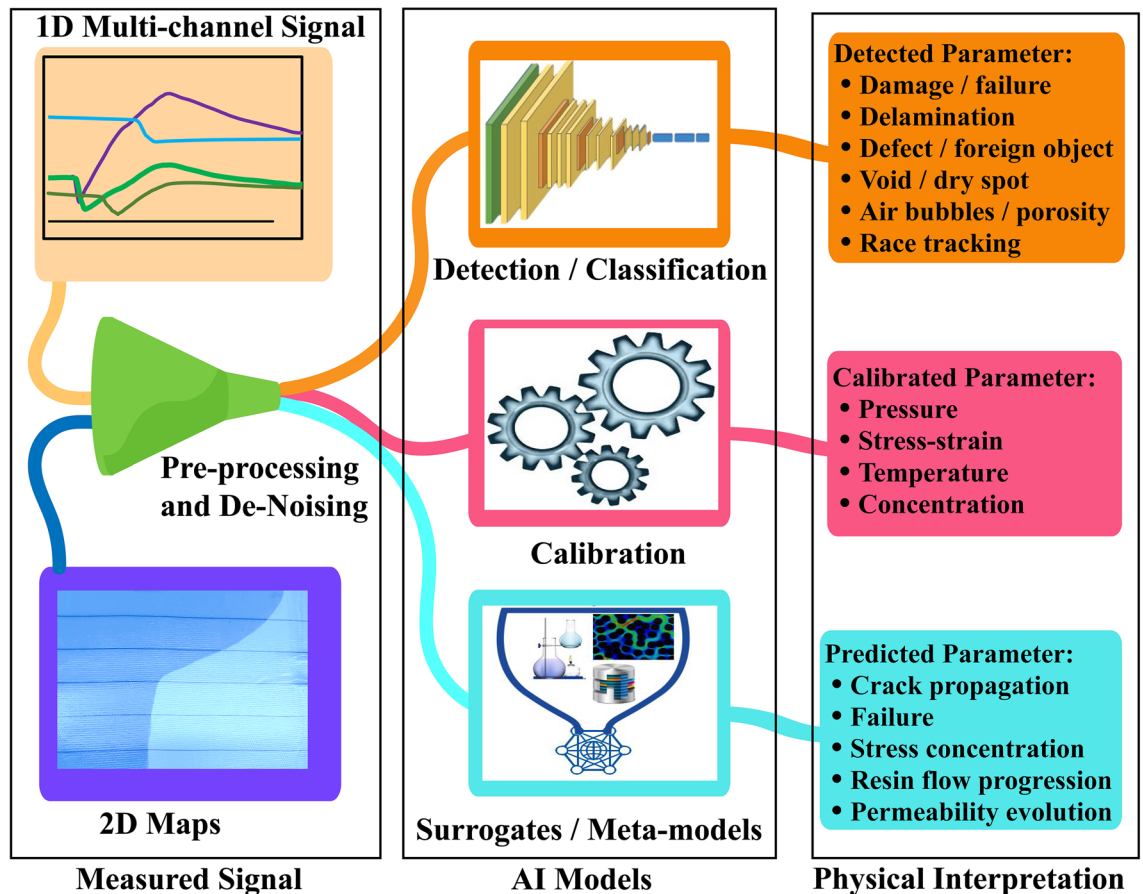 1D Multi-channel Signal
Pre-processing
and De-Noising
2D Maps
Measured Signal
Detection / Classification
Calibration
Surrogates / Meta-models
AI Models
Detected Parameter:
• Damage / failure
• Delamination
• Defect / foreign object
• Void / dry spot
• Air bubbles / porosity
• Race tracking
Calibrated Parameter:
• Pressure
• Stress-strain
• Temperature
• Concentration
Predicted Parameter:
• Crack propagation
• Failure
• Stress concentration
• Resin flow progression
• Permeability evolution
Physical Interpretation